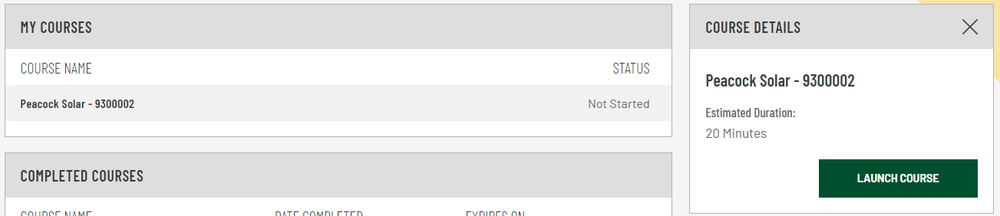 MY COURSES
COURSE NAME STATUS
Peacock Solar - 9300002 Not Started
COMPLETED COURSES
COURSE NAME DATE COMPLETED EXPIRES ON
COURSE DETAILS
Peacock Solar - 9300002
Estimated Duration:
20 Minutes
LAUNCH COURSE